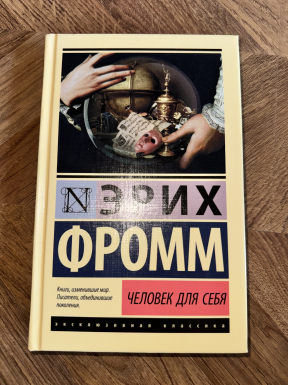 N ЭРИХ
ФРОММ
Книги, изменившие мир.
Писатели, объединившие
поколения.
ЧЕЛОВЕК ДЛЯ СЕБЯ
ЭКСКЛЮЗИВНАЯ КЛАССИКА